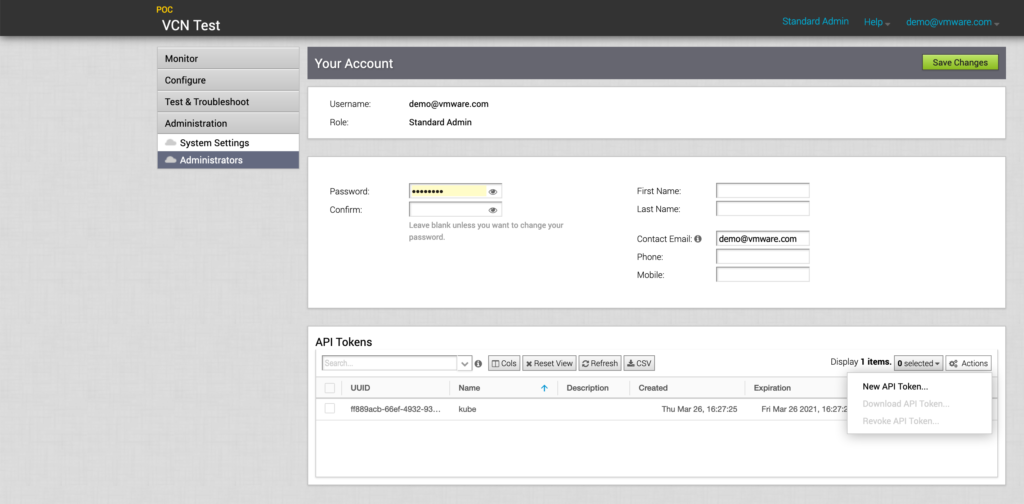 POC
VCN Test
Standard Admin Help demo@vmware.com
Monitor
Configure
Test & Troubleshoot
Administration
System Settings
Administrators
Your Account
Save Changes
Username: demo@vmware.com
Role: Standard Admin
Password: ••••••••
Confirm:
Leave blank unless you want to change your
password.
First Name:
Last Name:
Contact Email: demo@vmware.com
Phone:
Mobile:
API Tokens
Search...
Cols Reset View Refresh CSV
Display 1 items. 0 selected Actions
New API Token...
Download API Token...
Revoke API Token...
UUID Name Description Created Expiration
ff889acb-66ef-4932-93... kube Thu Mar 26, 16:27:25 Fri Mar 26 2021, 16:27:2